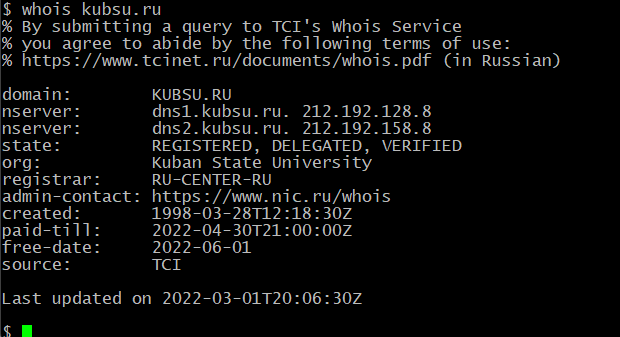 $ whois kubsu.ru
% By submitting a query to TCI's Whois Service
% you agree to abide by the following terms of use:
% https://www.tcinet.ru/documents/whois.pdf (in Russian)

domain:        KUBSU.RU
nserver:       dns1.kubsu.ru. 212.192.128.8
nserver:       dns2.kubsu.ru. 212.192.158.8
state:         REGISTERED, DELEGATED, VERIFIED
org:           Kuban State University
registrar:     RU-CENTER-RU
admin-contact: https://www.nic.ru/whois
created:       1998-03-28T12:18:30Z
paid-till:     2022-04-30T21:00:00Z
free-date:     2022-06-01
source:        TCI

Last updated on 2022-03-01T20:06:30Z

$